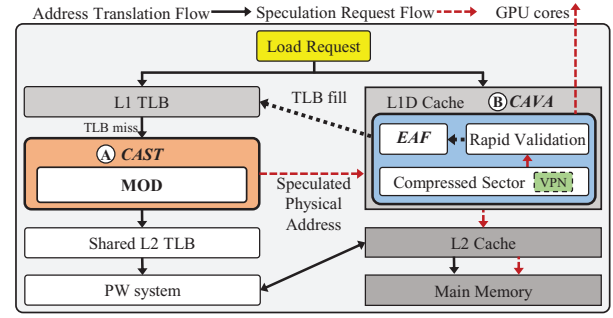 Address Translation Flow
Speculation Request Flow
GPU cores
Load Request
L1 TLB
TLB fill
L1D Cache
B CAVA
TLB miss
EAF
Rapid Validation
A CAST
MOD
Compressed Sector
VPN
Speculated
Physical
Address
Shared L2 TLB
L2 Cache
PW system
Main Memory